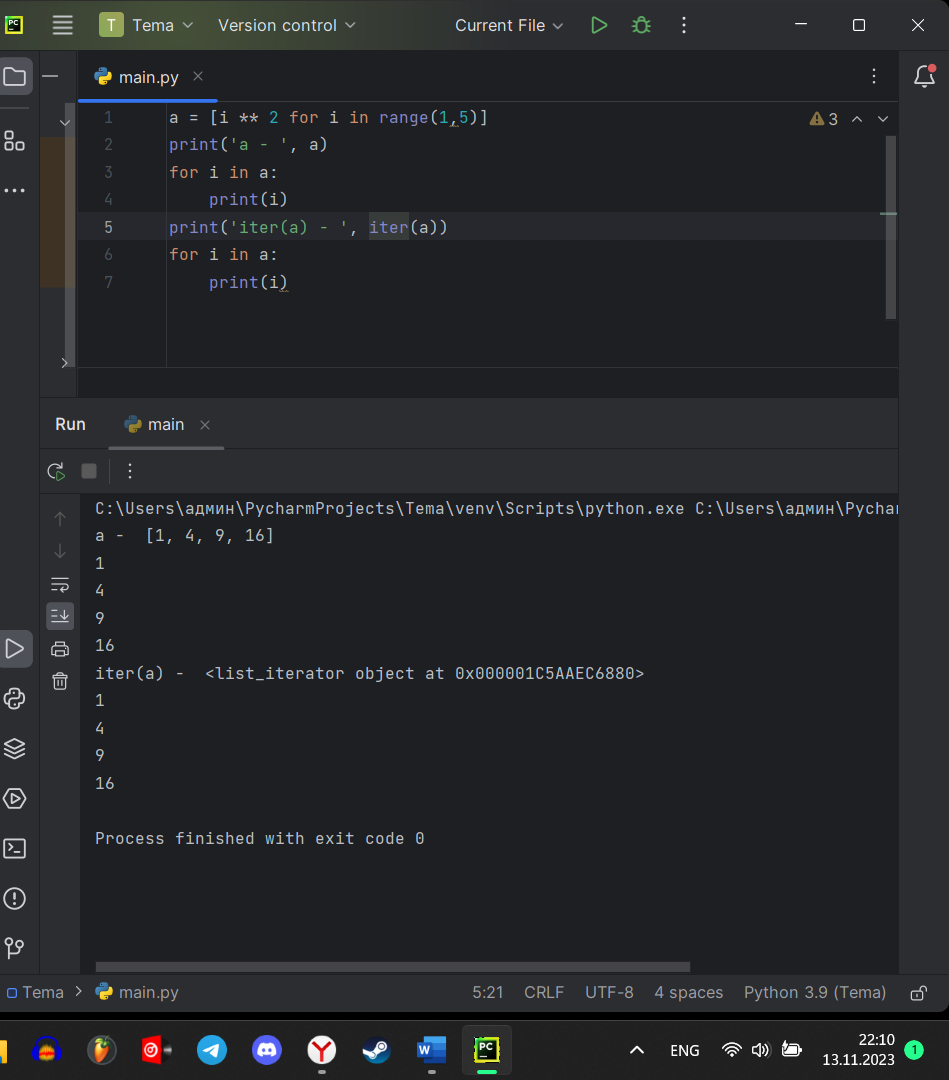 PC
T Tema Version control Current File
main.py
1 a = [i ** 2 for i in range(1,5)]
3
2 print('a - ', a)
3 for i in a:
4     print(i)
5 print('iter(a) - ', iter(a))
6 for i in a:
7     print(i)
Run main
C:\Users\админ\PycharmProjects\Tema\venv\Scripts\python.exe
a -  [1, 4, 9, 16]
1
4
9
16
iter(a) -  <list_iterator object at 0x000001C5AAEC6880>
1
4
9
16
Process finished with exit code 0
Tema > main.py 5:21 CRLF UTF-8 4 spaces Python 3.9 (Tema)
W PC ENG 22:10
13.11.2023 1